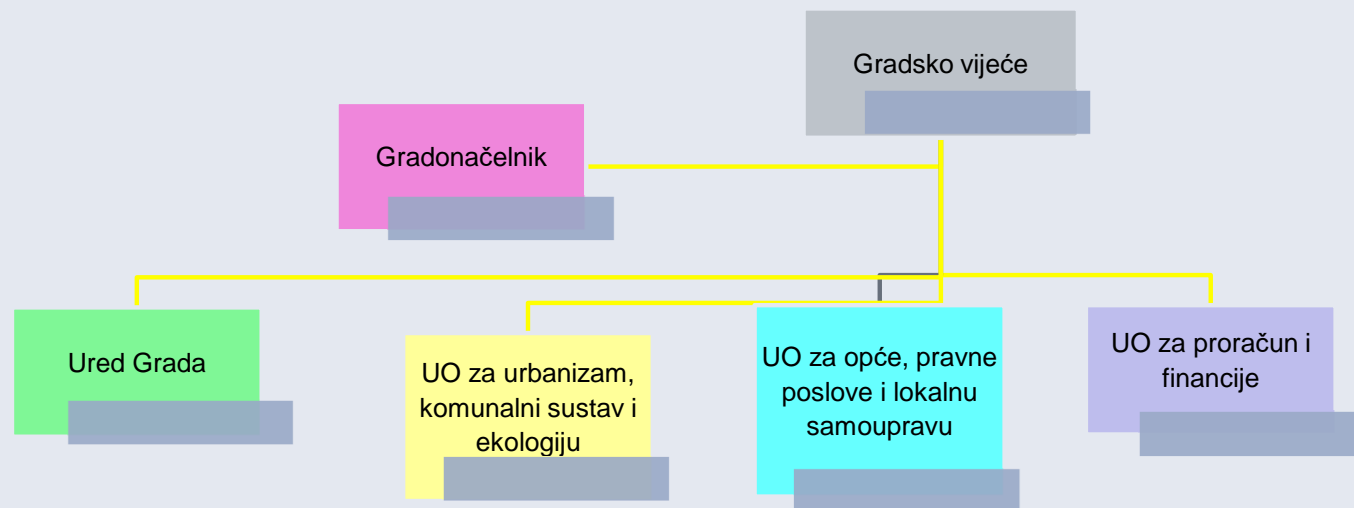 Gradsko vijeće
Gradonačelnik
Ured Grada
UO za urbanizam,
komunalni sustav i
ekologiju
UO za opće, pravne
poslove i lokalnu
samoupravu
UO za proračun i
financije